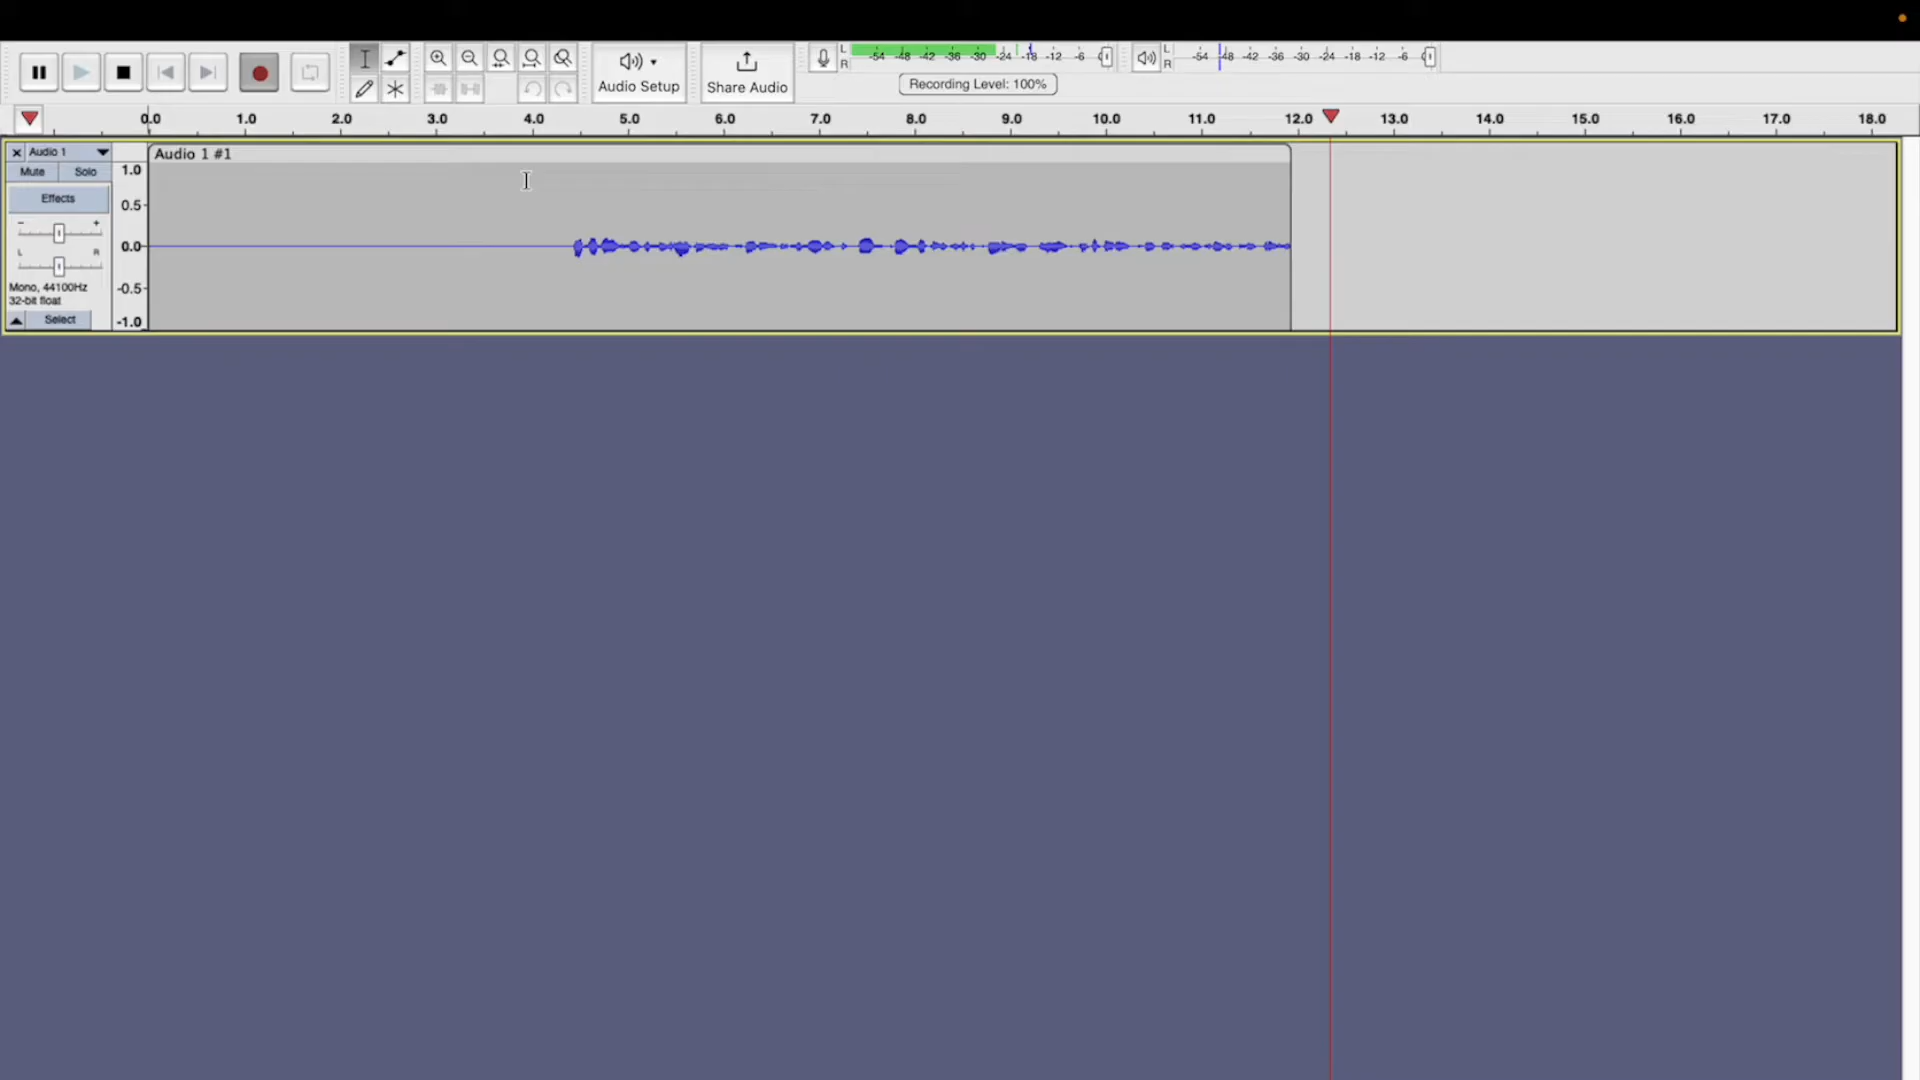 Audio Setup
Share Audio
L
R
-54 -48 -42 -36 -30 -24 -18 -12 -6 0
Recording Level: 100%
L
R
-54 -48 -42 -36 -30 -24 -18 -12 -6 0
0.0 1.0 2.0 3.0 4.0 5.0 6.0 7.0 8.0 9.0 10.0 11.0 12.0 13.0 14.0 15.0 16.0 17.0 18.0
Audio 1
Mute Solo
Effects
- +
L R
Mono, 44100Hz
32-bit float
Select
1.0
0.5
0.0
-0.5
-1.0
Audio 1 #1